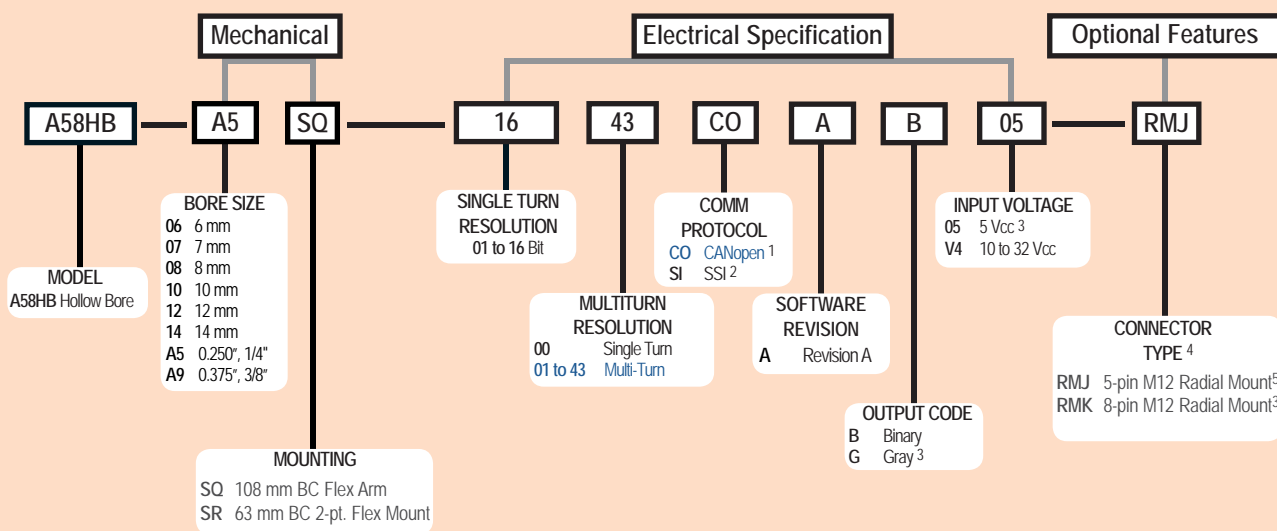 Mechanical
Electrical Specification
Optional Features
A58HB
A5
SQ
16
43
CO
A
B
05
RMJ
MODEL
A58HB Hollow Bore
BORE SIZE
06 6 mm
07 7 mm
08 8 mm
10 10 mm
12 12 mm
14 14 mm
A5 0.250", 1/4"
A9 0.375", 3/8"
MOUNTING
SQ 108 mm BC Flex Arm
SR 63 mm BC 2-pt. Flex Mount
SINGLE TURN
RESOLUTION
01 to 16 Bit
MULTITURN
RESOLUTION
00 Single Turn
01 to 43 Multi-Turn
COMM
PROTOCOL
CO CANopen 1
SI SSI 2
SOFTWARE
REVISION
A Revision A
OUTPUT CODE
B Binary
G Gray 3
INPUT VOLTAGE
05 5 Vcc 3
V4 10 to 32 Vcc
CONNECTOR
TYPE 4
RMJ 5-pin M12 Radial Mount5
RMK 8-pin M12 Radial Mount3